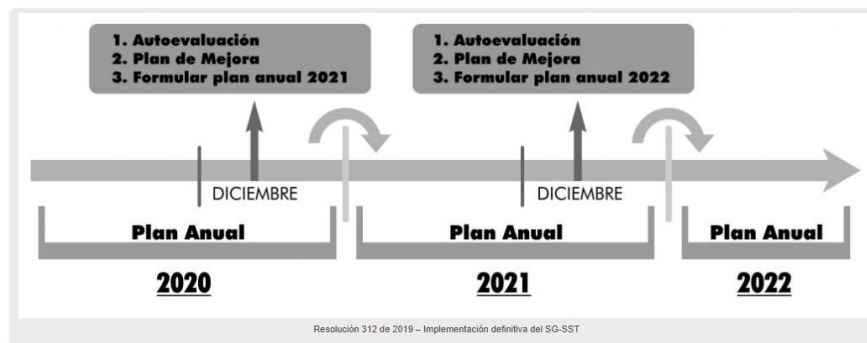 1. Autoevaluación
2. Plan de Mejora
3. Formular plan anual 2021
1. Autoevaluación
2. Plan de Mejora
3. Formular plan anual 2022
DICIEMBRE
DICIEMBRE
Plan Anual
Plan Anual
Plan Anual
2020
2021
2022
Resolución 312 de 2019 – Implementación definitiva del SG-SST